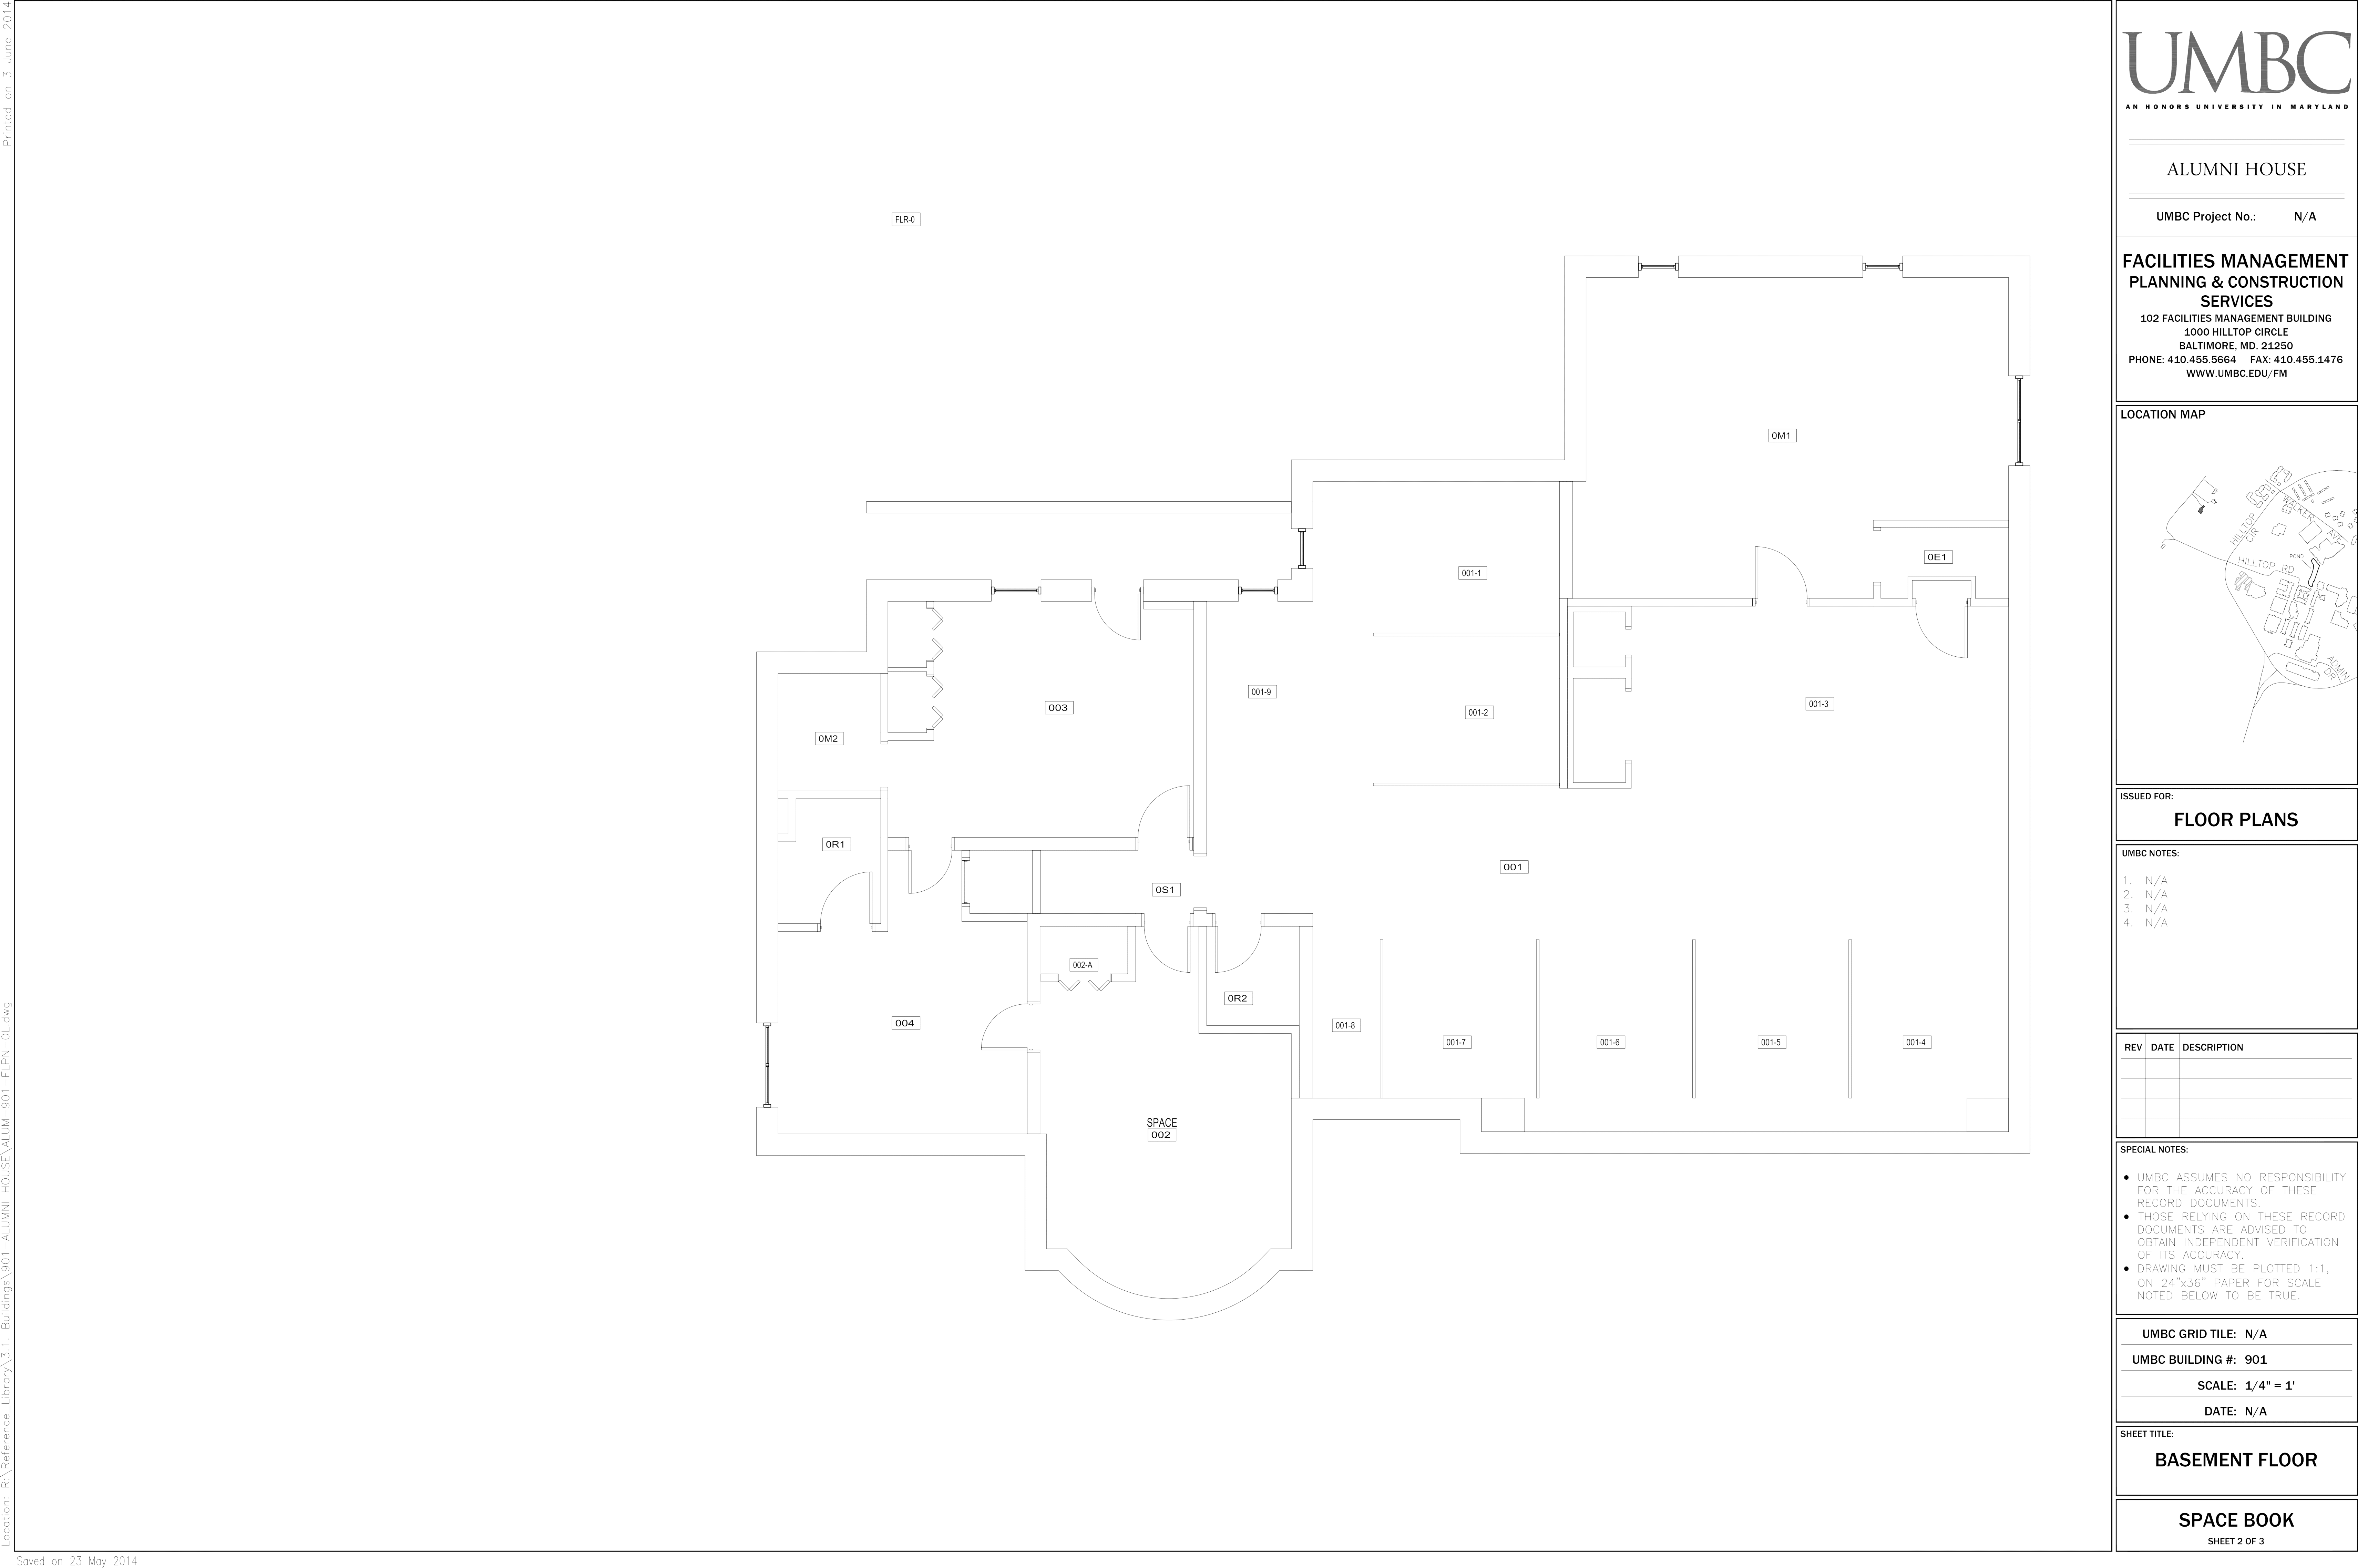 Printed on 3 June 2014
Location: R:\Reference_Library\3.1. Buildings\901-ALUMNI HOUSE\ALUM-901-FLPN-0L.dwg
Saved on 23 May 2014
FLR-0
0M1
0E1
001-1
001-9
001-2
001-3
003
0M2
0R1
001
0S1
002-A
0R2
004
001-8
001-7
001-6
001-5
001-4
SPACE
002
UMBC
AN HONORS UNIVERSITY IN MARYLAND
ALUMNI HOUSE
UMBC Project No.: N/A
FACILITIES MANAGEMENT
PLANNING & CONSTRUCTION
SERVICES
102 FACILITIES MANAGEMENT BUILDING
1000 HILLTOP CIRCLE
BALTIMORE, MD. 21250
PHONE: 410.455.5664 FAX: 410.455.1476
WWW.UMBC.EDU/FM
LOCATION MAP
WALKER AVE
HILLTOP CIR
POND
HILLTOP RD
ADMIN DR
ISSUED FOR:
FLOOR PLANS
UMBC NOTES:
1. N/A
2. N/A
3. N/A
4. N/A
REV DATE DESCRIPTION
SPECIAL NOTES:
• UMBC ASSUMES NO RESPONSIBILITY
FOR THE ACCURACY OF THESE
RECORD DOCUMENTS.
• THOSE RELYING ON THESE RECORD
DOCUMENTS ARE ADVISED TO
OBTAIN INDEPENDENT VERIFICATION
OF ITS ACCURACY.
• DRAWING MUST BE PLOTTED 1:1,
ON 24"x36" PAPER FOR SCALE
NOTED BELOW TO BE TRUE.
UMBC GRID TILE: N/A
UMBC BUILDING #: 901
SCALE: 1/4" = 1'
DATE: N/A
SHEET TITLE:
BASEMENT FLOOR
SPACE BOOK
SHEET 2 OF 3